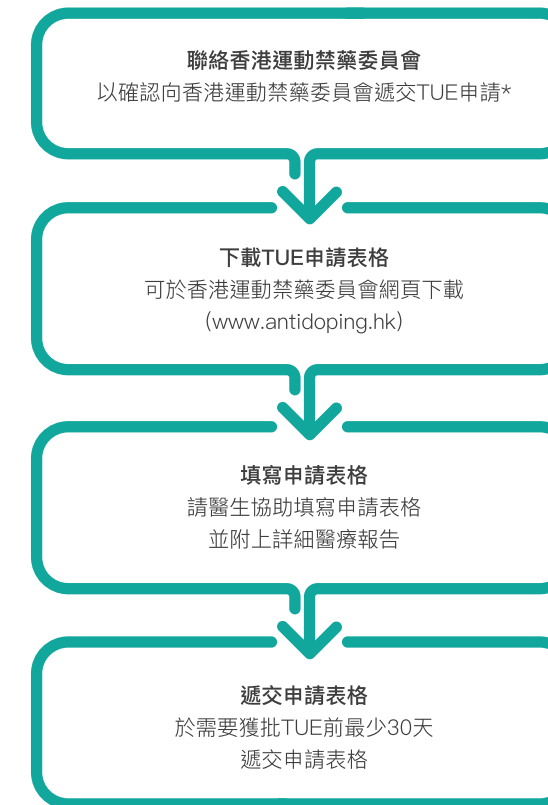 聯絡香港運動禁藥委員會
以確認向香港運動禁藥委員會遞交TUE申請*
下載TUE申請表格
可於香港運動禁藥委員會網頁下載
(www.antidoping.hk)
填寫申請表格
請醫生協助填寫申請表格
並附上詳細醫療報告
遞交申請表格
於需要獲批TUE前最少30天
遞交申請表格